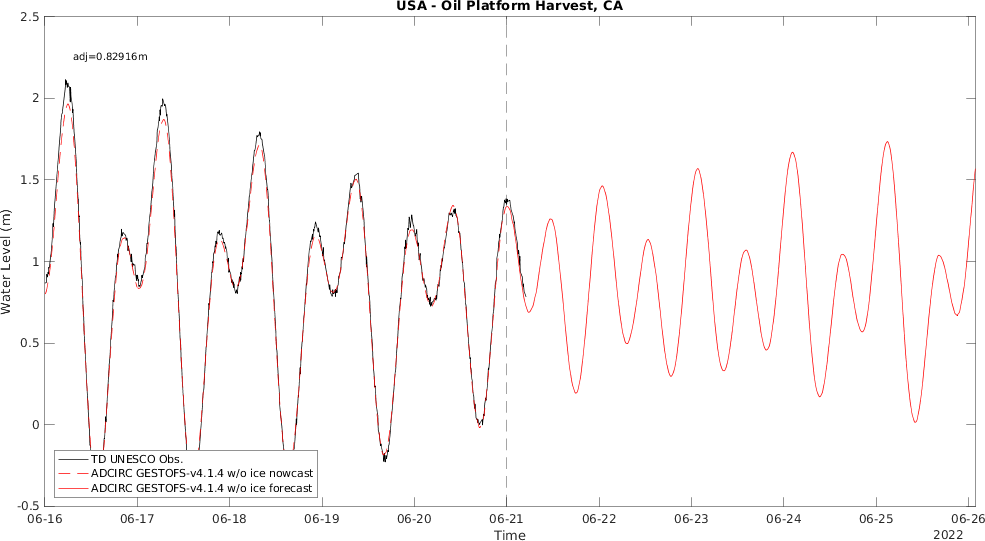 USA - Oil Platform Harvest, CA
adj=0.82916m
Water Level (m)
2.5
2
1.5
1
0.5
0
-0.5
TD UNESCO Obs.
ADCIRC GESTOFS-v4.1.4 w/o ice nowcast
ADCIRC GESTOFS-v4.1.4 w/o ice forecast
06-16 06-17 06-18 06-19 06-20 06-21 06-22 06-23 06-24 06-25 06-26
Time
2022